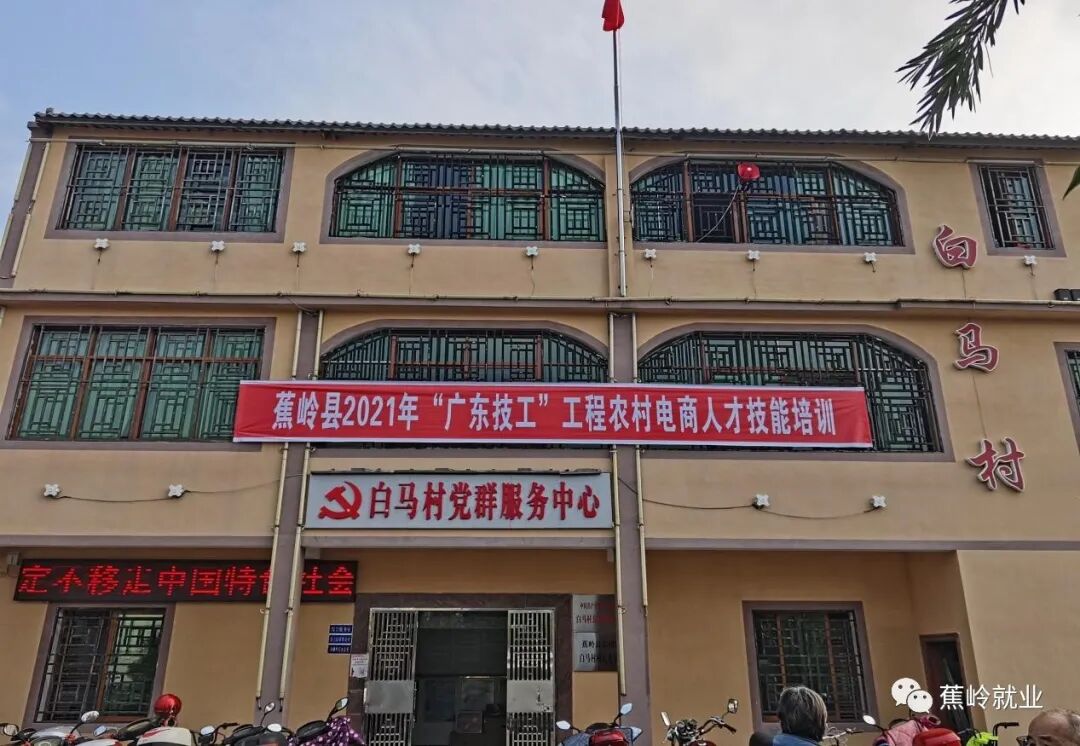 白马村
蕉岭县2021年“广东技工”工程农村电商人才技能培训
白马村党群服务中心
定不移走中国特色社会
蕉岭就业